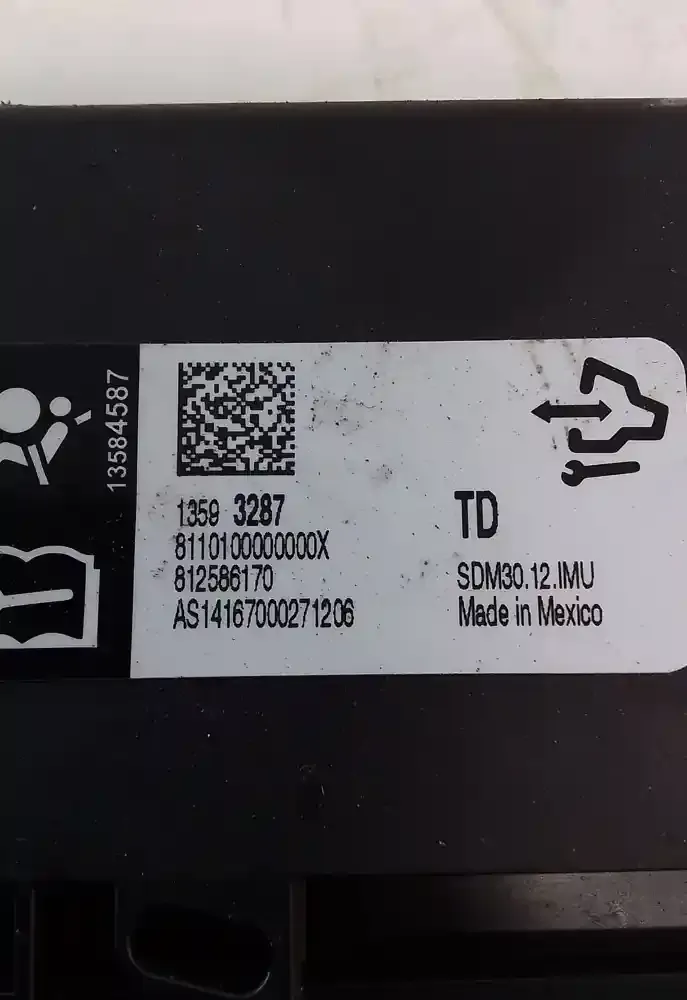 13584587
1359 3287
8110100000000X
812586170
AS14167000271206
TD
SDM30.12.IMU
Made in Mexico